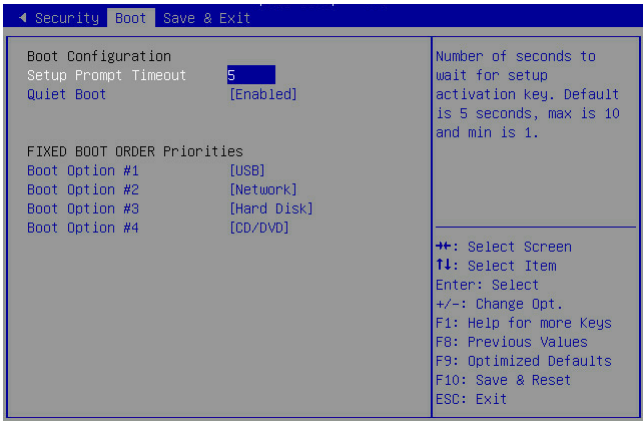 Security Boot Save & Exit
Boot Configuration
Setup Prompt Timeout 5
Quiet Boot [Enabled]
FIXED BOOT ORDER Priorities
Boot Option #1 [USB]
Boot Option #2 [Network]
Boot Option #3 [Hard Disk]
Boot Option #4 [CD/DVD]
Number of seconds to
wait for setup
activation key. Default
is 5 seconds, max is 10
and min is 1.
→←: Select Screen
↑↓: Select Item
Enter: Select
+/-: Change Opt.
F1: Help for more Keys
F8: Previous Values
F9: Optimized Defaults
F10: Save & Reset
ESC: Exit